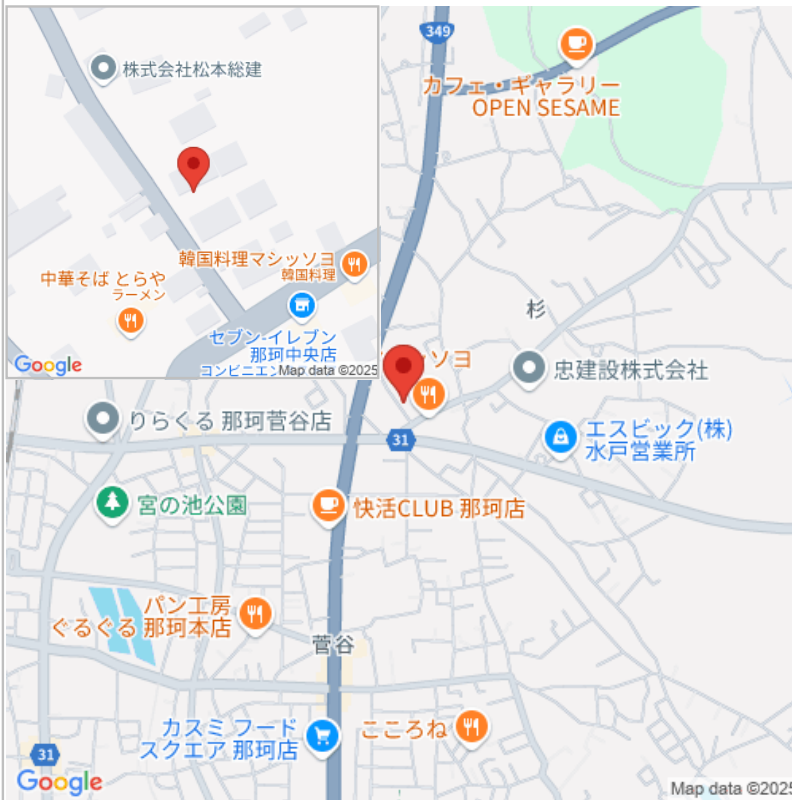 株式会社松本総建
韓国料理マシッソヨ
韓国料理
中華そば とらや
ラーメン
セブン-イレブン
那珂中央店
コンビニエン
Google
Map data ©2025
349
カフェ・ギャラリー
OPEN SESAME
杉
ッソヨ
忠建設株式会社
りらくる 那珂菅谷店
31
エスビック(株)
水戸営業所
宮の池公園
快活CLUB 那珂店
パン工房
ぐるぐる 那珂本店
菅谷
カスミ フード
スクエア 那珂店
こころね
31
Google
Map data ©2025